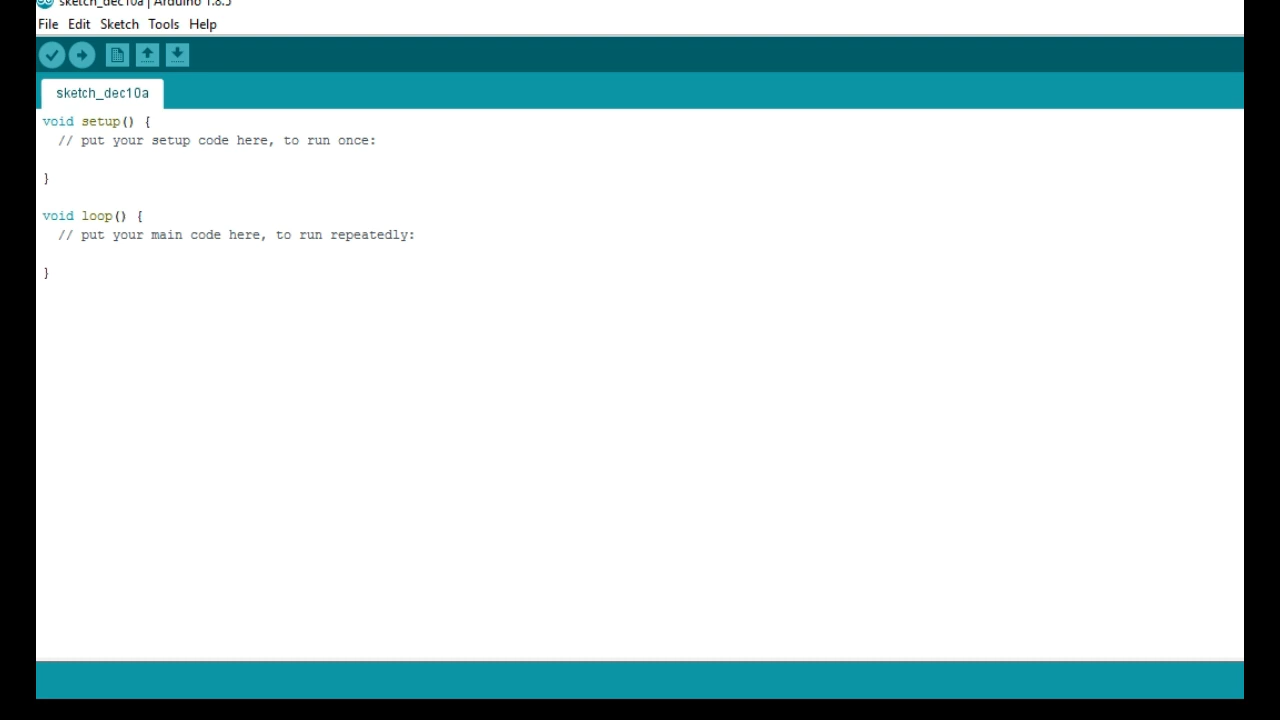 sketch_dec10a | Arduino 1.8.5
File Edit Sketch Tools Help
sketch_dec10a
void setup() {
  // put your setup code here, to run once:

}

void loop() {
  // put your main code here, to run repeatedly:

}